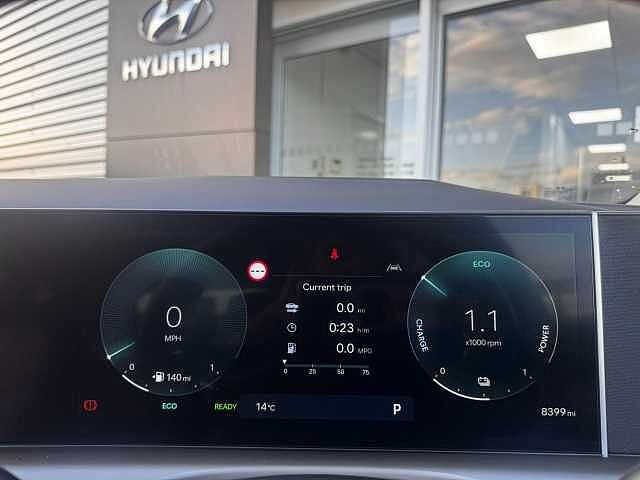 HYUNDAI
Current trip
0.0 mi
0:23 h:m
0.0 MPG
0 25 50 75
0
MPH
0 1
140 mi
ECO
1.1
x1000 rpm
CHARGE
POWER
0 1
ECO
READY
14°C
P
8399 mi